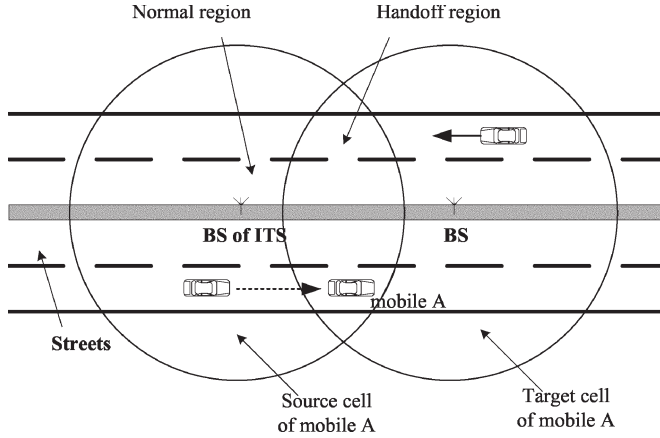 Normal region
Handoff region
BS of ITS
BS
mobile A
Streets
Source cell
of mobile A
Target cell
of mobile A